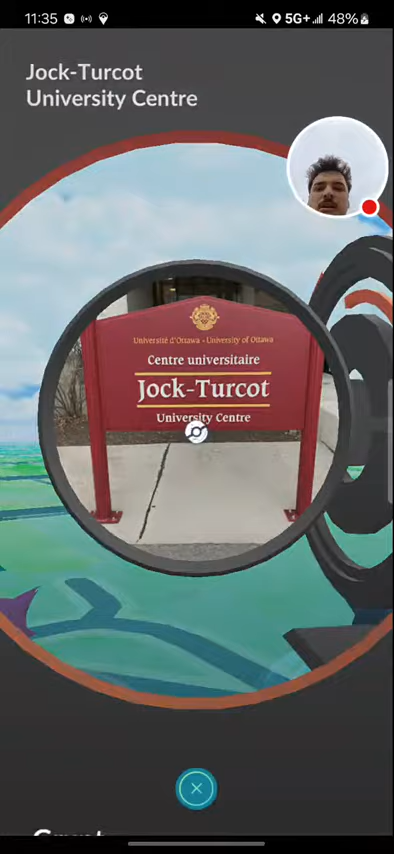 11:35
5G+
48%
Jock-Turcot
University Centre
Université d'Ottawa - University of Ottawa
Centre universitaire
Jock-Turcot
University Centre